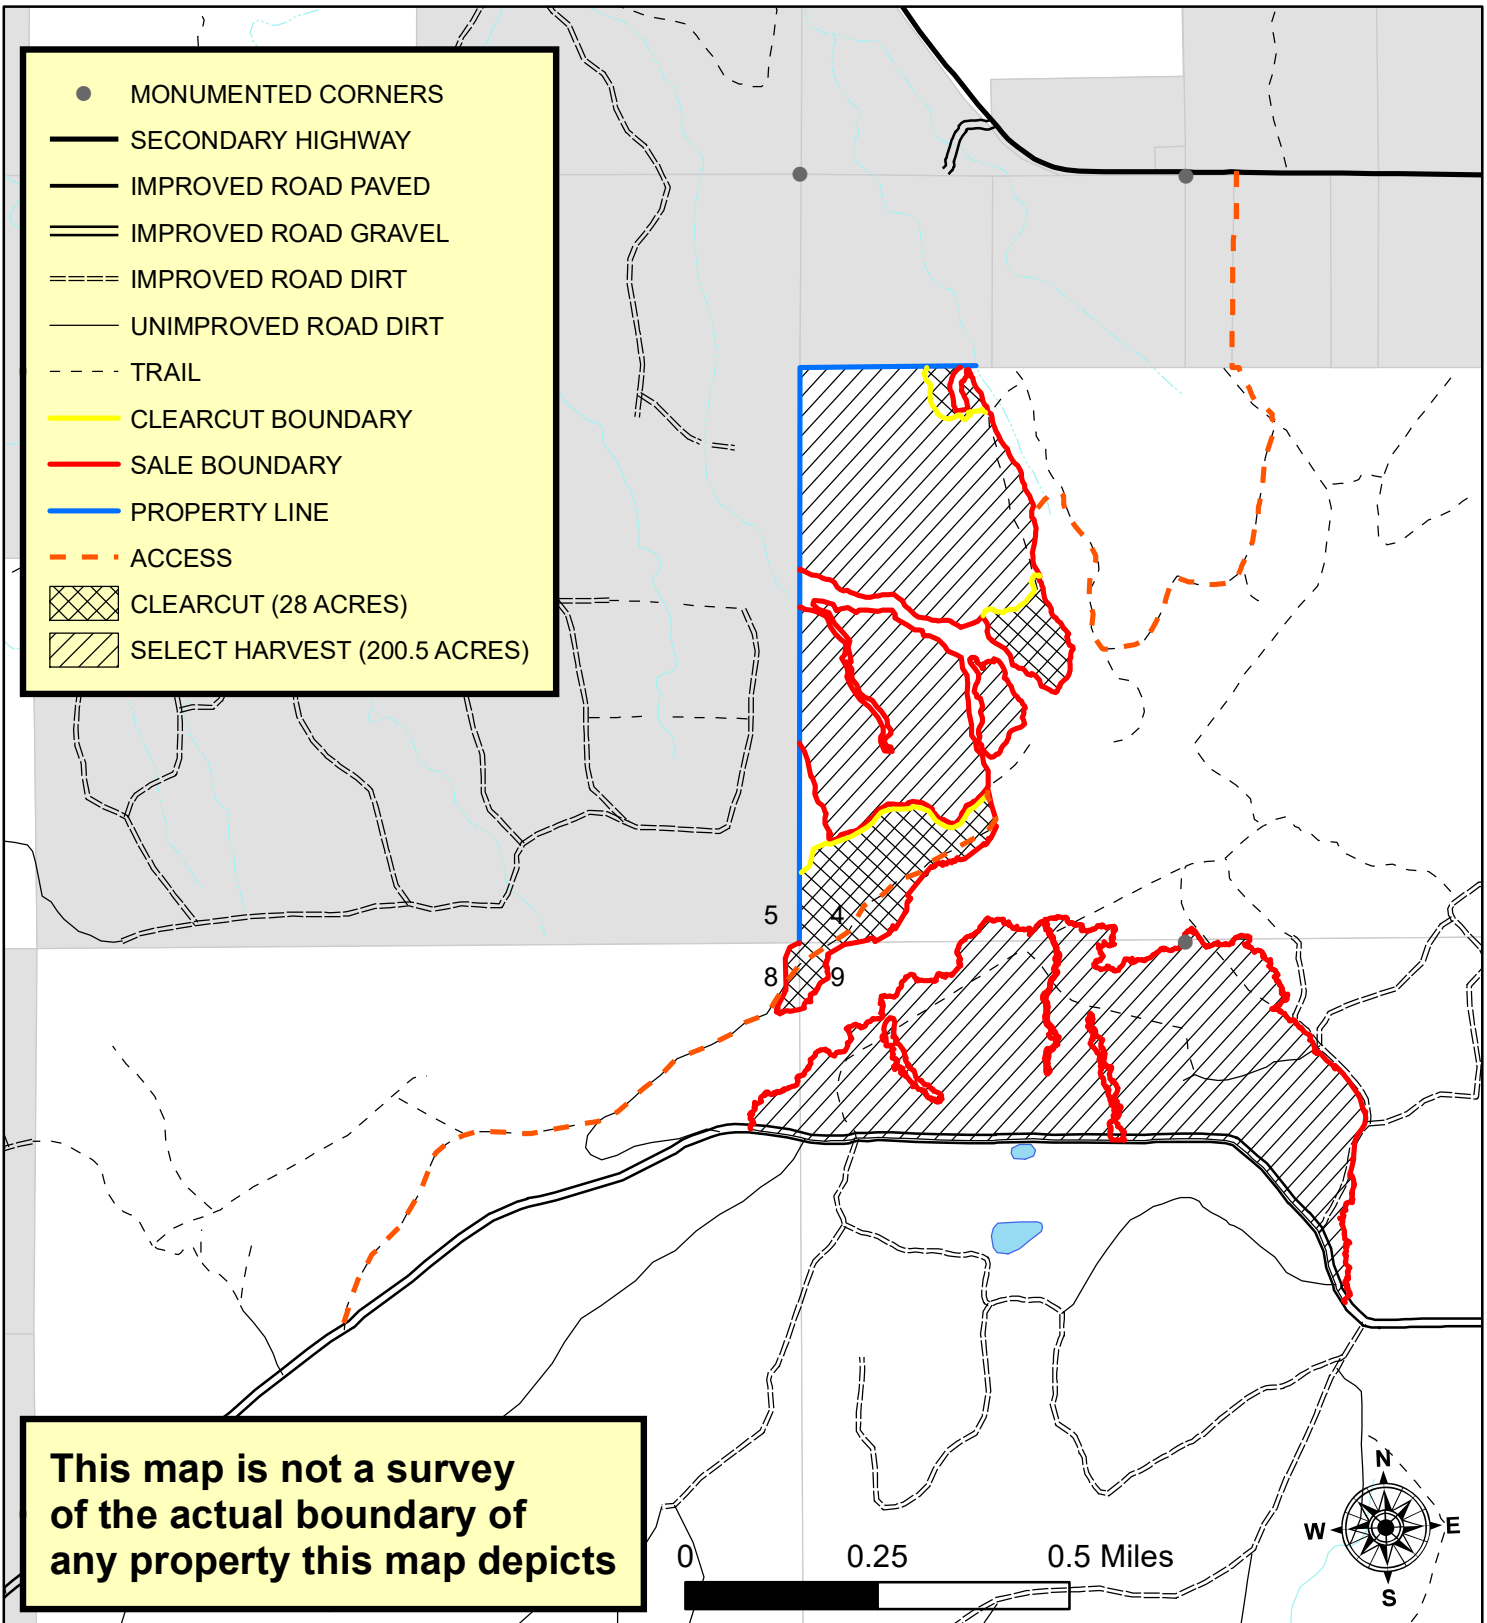 MONUMENTED CORNERS
SECONDARY HIGHWAY
IMPROVED ROAD PAVED
IMPROVED ROAD GRAVEL
IMPROVED ROAD DIRT
UNIMPROVED ROAD DIRT
TRAIL
CLEARCUT BOUNDARY
SALE BOUNDARY
PROPERTY LINE
ACCESS
CLEARCUT (28 ACRES)
SELECT HARVEST (200.5 ACRES)
5 4
8 9
This map is not a survey
of the actual boundary of
any property this map depicts
0 0.25 0.5 Miles
N
W E
S